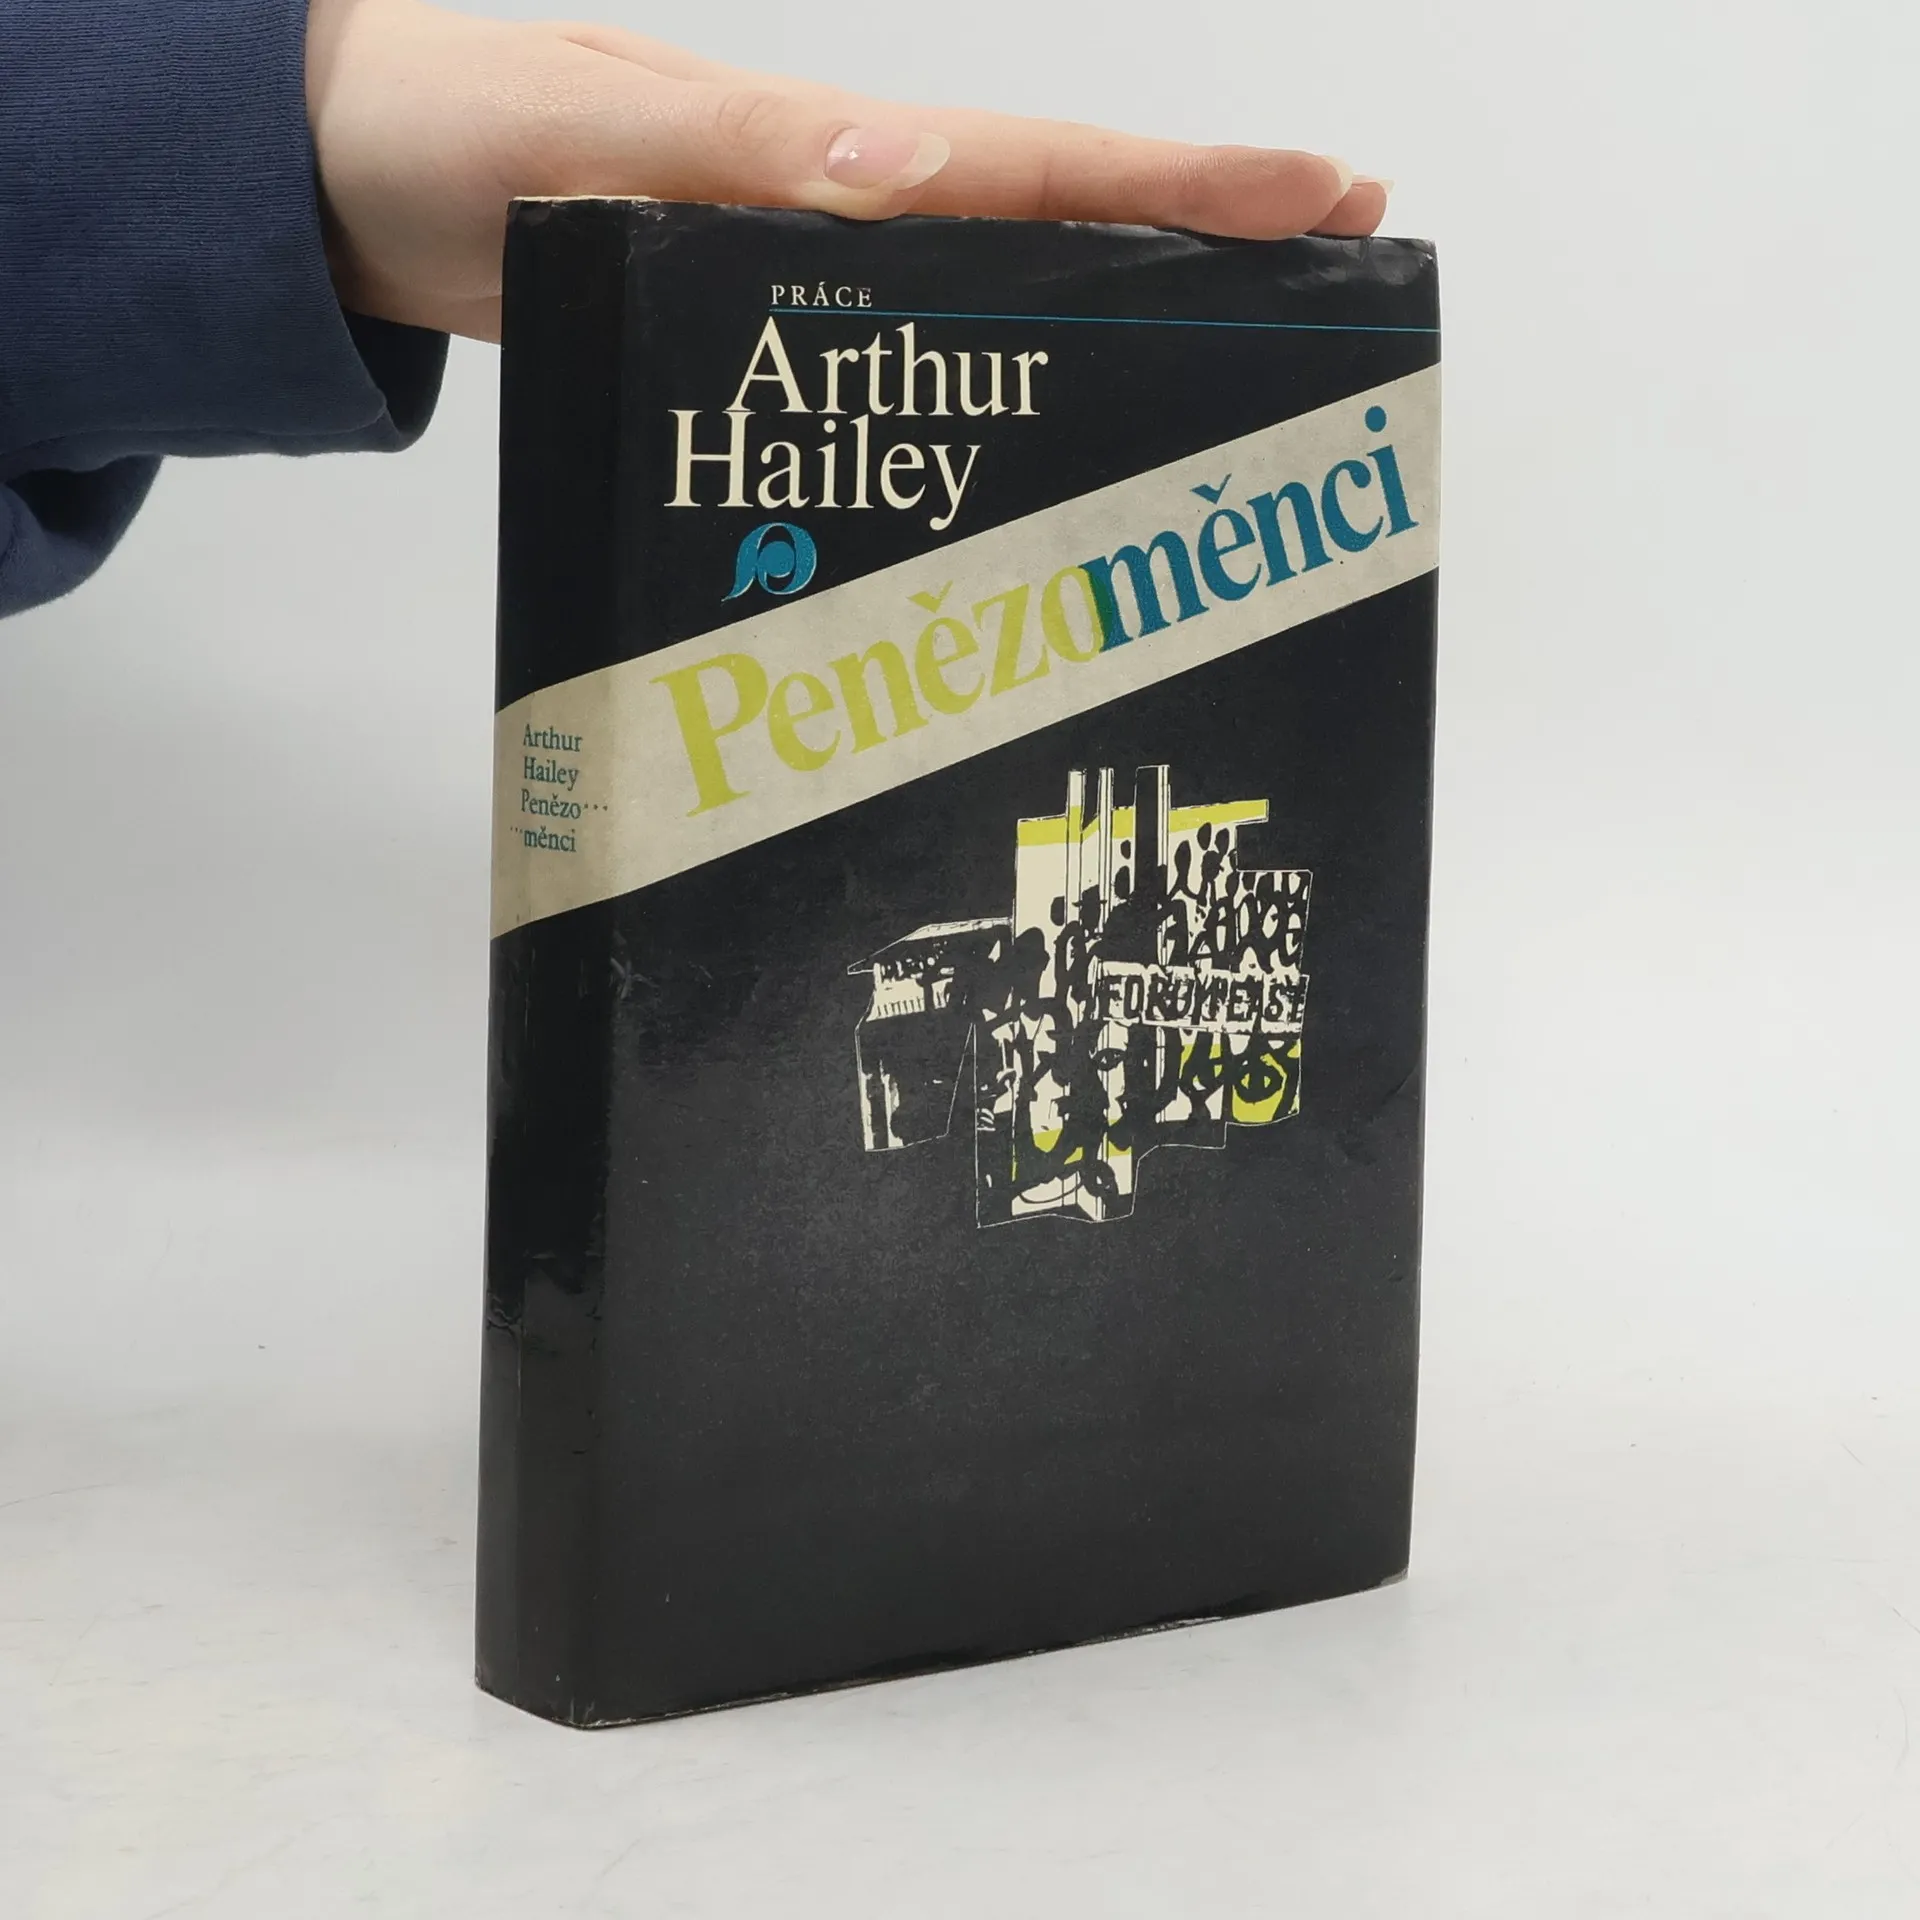 PRÁCE
Arthur
Hailey
Penězoměnci
Arthur
Hailey
Penězo...
...měnci